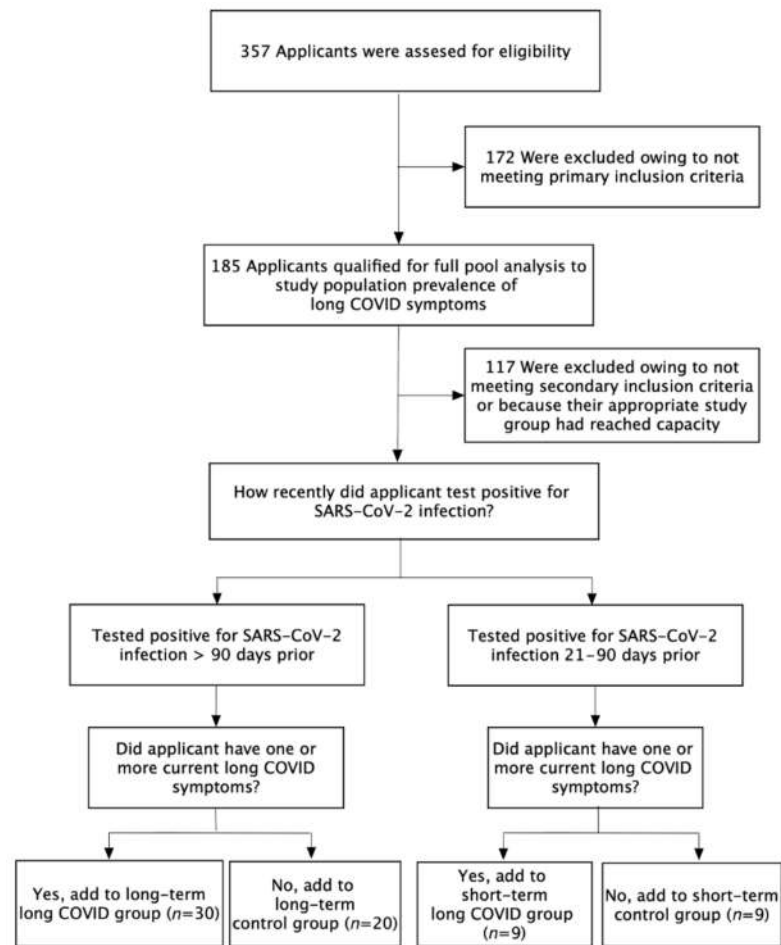 357 Applicants were assesed for eligibility
172 Were excluded owing to not
meeting primary inclusion criteria
185 Applicants qualified for full pool analysis to
study population prevalence of
long COVID symptoms
117 Were excluded owing to not
meeting secondary inclusion criteria
or because their appropriate study
group had reached capacity
How recently did applicant test positive for
SARS-CoV-2 infection?
Tested positive for SARS-CoV-2
infection > 90 days prior
Tested positive for SARS-CoV-2
infection 21-90 days prior
Did applicant have one or
more current long COVID
symptoms?
Did applicant have one or
more current long COVID
symptoms?
Yes, add to long-term
long COVID group (n=30)
No, add to
long-term
control group (n=20)
Yes, add to
short-term
long COVID group
(n=9)
No, add to short-term
control group (n=9)